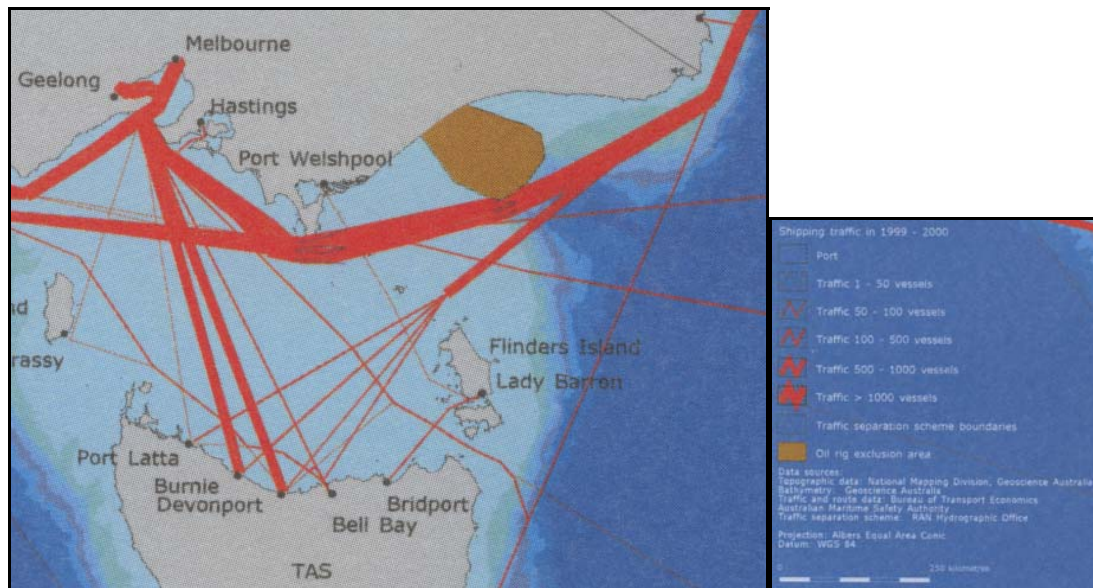 Melbourne
Geelong
Hastings
Port Welshpool
nd
rassy
Flinders Island
Lady Barron
Port Latta
Burnie
Devonport
Bridport
Bell Bay
TAS
Shipping traffic in 1999 - 2000
Port
Traffic 1 - 50 vessels
Traffic 50 - 100 vessels
Traffic 100 - 500 vessels
Traffic 500 - 1000 vessels
Traffic > 1000 vessels
Traffic separation scheme boundaries
Oil rig exclusion area
Data sources:
Topographic data: National Mapping Division, Geoscience Australia
Bathymetry: Geoscience Australia
Traffic and route data: Bureau of Transport Economics
Australian Maritime Safety Authority
Traffic separation scheme: RAN Hydrographic Office
Projection: Albers Equal Area Conic
Datum: WGS 84
0 250 kilometres